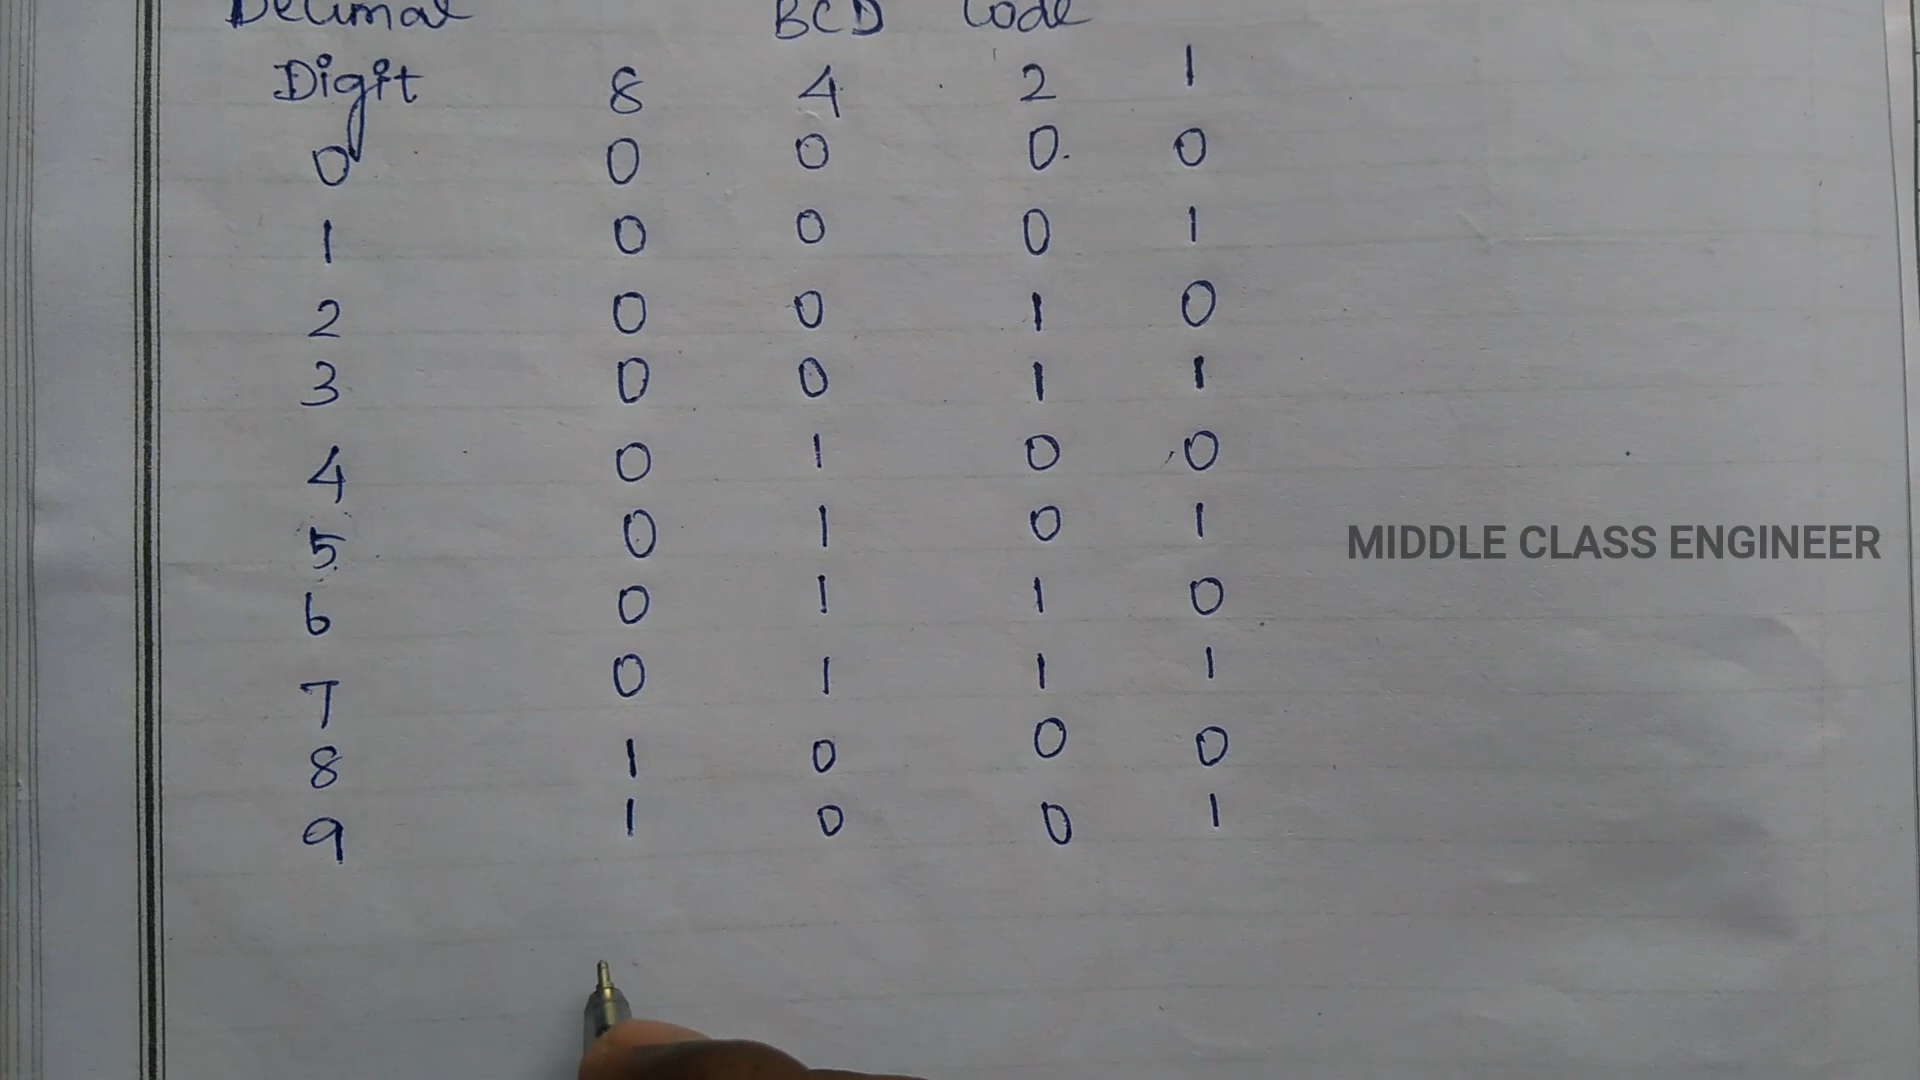 Decimal BCD Code
Digit 8 4 2 1
0 0 0 0 0
1 0 0 0 1
2 0 0 1 0
3 0 0 1 1
4 0 1 0 0
5 0 1 0 1
MIDDLE CLASS ENGINEER
6 0 1 1 0
7 0 1 1 1
8 1 0 0 0
9 1 0 0 1